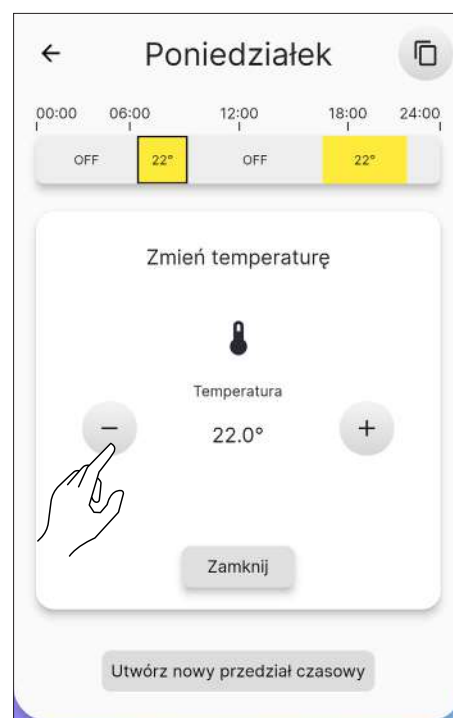 Poniedziałek
00:00 06:00 12:00 18:00 24:00
OFF 22° OFF 22°
Zmień temperaturę
Temperatura
− 22.0° +
Zamknij
Utwórz nowy przedział czasowy